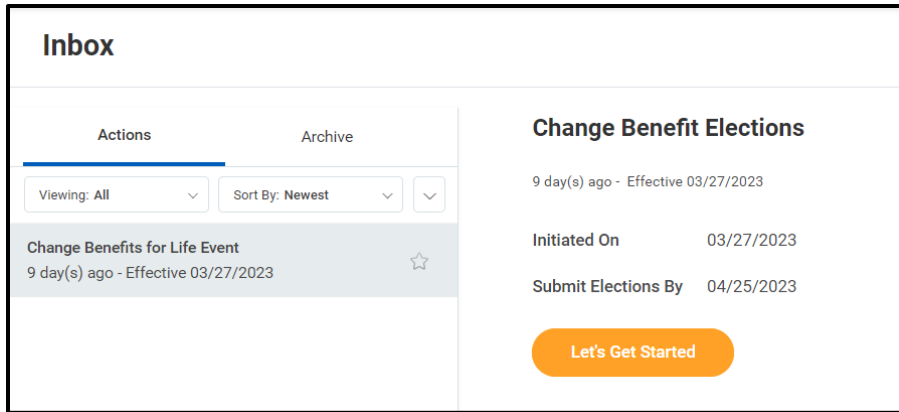 Inbox
Actions
Archive
Viewing: All
Sort By: Newest
Change Benefits for Life Event
9 day(s) ago - Effective 03/27/2023
Change Benefit Elections
9 day(s) ago - Effective 03/27/2023
Initiated On 03/27/2023
Submit Elections By 04/25/2023
Let's Get Started